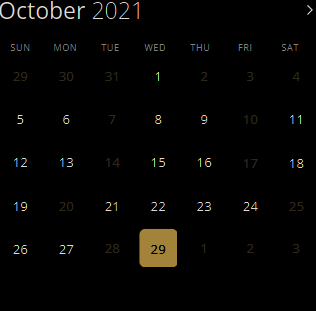 October 2021
SUN MON TUE WED THU FRI SAT
29 30 31 1 2 3 4
5 6 7 8 9 10 11
12 13 14 15 16 17 18
19 20 21 22 23 24 25
26 27 28 29 1 2 3